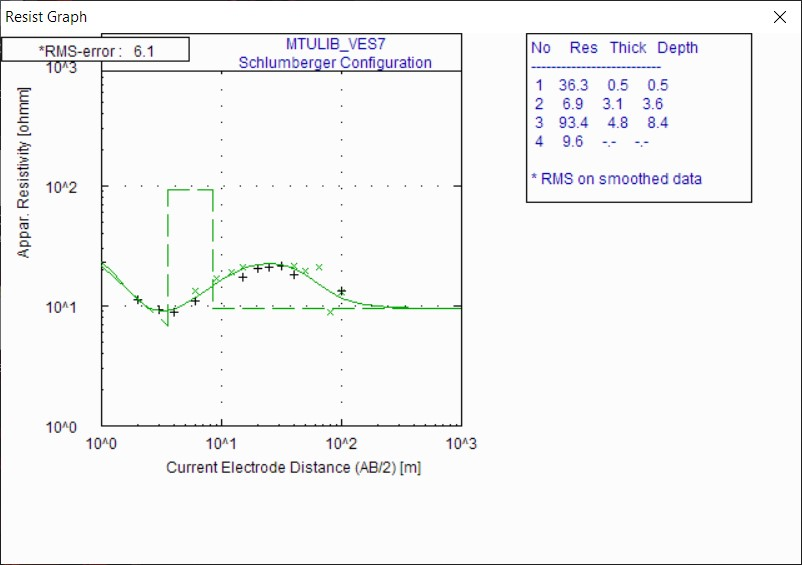 Resist Graph
*RMS-error : 6.1
MTULIB_VES7
Schlumberger Configuration
10^3
10^2
10^1
10^0
Appar. Resistivity [ohmm]
10^0 10^1 10^2 10^3
Current Electrode Distance (AB/2) [m]
No Res Thick Depth
--------------------------
1 36.3 0.5 0.5
2 6.9 3.1 3.6
3 93.4 4.8 8.4
4 9.6 -.- -.-
* RMS on smoothed data